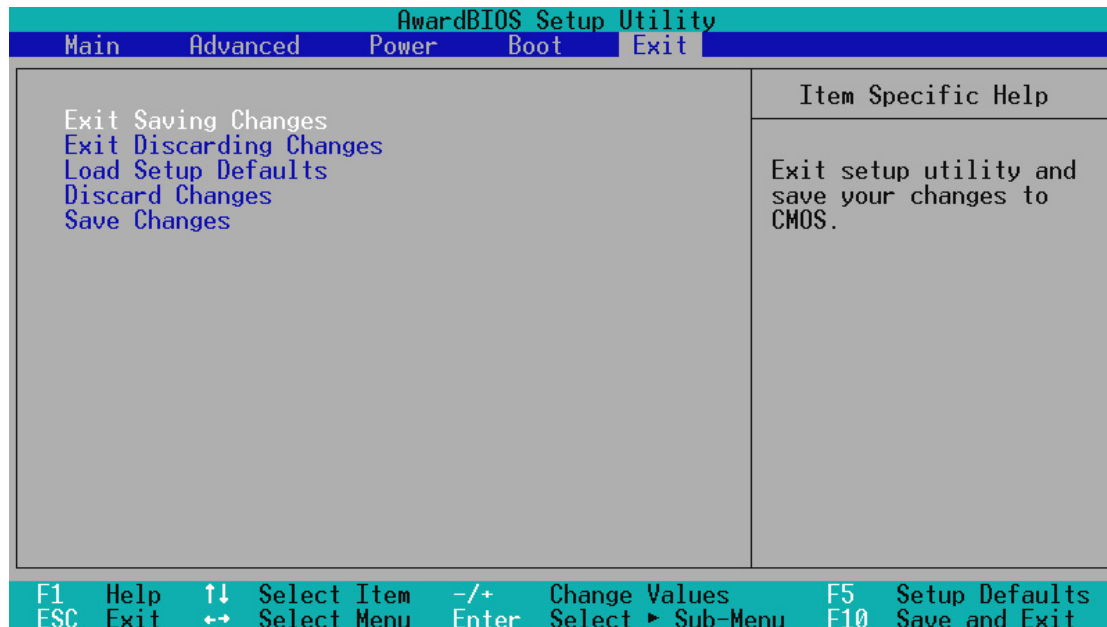 AwardBIOS Setup Utility
Main Advanced Power Boot Exit
Item Specific Help
Exit Saving Changes
Exit Discarding Changes
Load Setup Defaults
Discard Changes
Save Changes
Exit setup utility and
save your changes to
CMOS.
F1 Help ↑↓ Select Item -/+ Change Values F5 Setup Defaults
ESC Exit ←→ Select Menu Enter Select ► Sub-Menu F10 Save and Exit